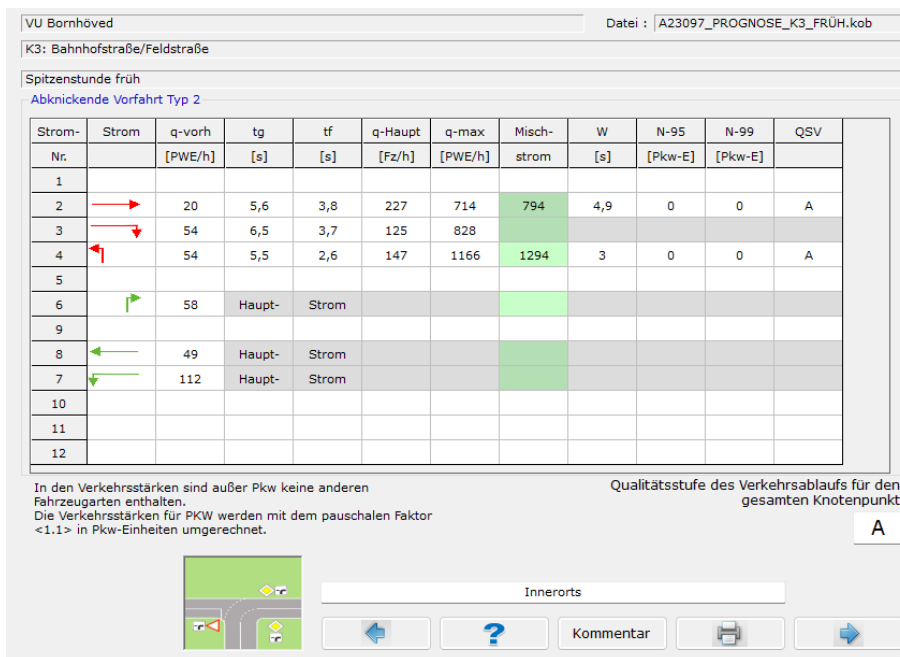 VU Bornhöved Datei : A23097_PROGNOSE_K3_FRÜH.kob
K3: Bahnhofstraße/Feldstraße
Spitzenstunde früh
Abknickende Vorfahrt Typ 2
Strom- Strom q-vorh tg tf q-Haupt q-max Misch- W N-95 N-99 QSV
Nr. [PWE/h] [s] [s] [Fz/h] [PWE/h] strom [s] [Pkw-E] [Pkw-E]
1
2 20 5,6 3,8 227 714 794 4,9 0 0 A
3 54 6,5 3,7 125 828
4 54 5,5 2,6 147 1166 1294 3 0 0 A
5
6 58 Haupt- Strom
9
8 49 Haupt- Strom
7 112 Haupt- Strom
10
11
12
In den Verkehrsstärken sind außer Pkw keine anderen
Fahrzeugarten enthalten.
Die Verkehrsstärken für PKW werden mit dem pauschalen Faktor
<1.1> in Pkw-Einheiten umgerechnet.
Qualitätsstufe des Verkehrsablaufs für den
gesamten Knotenpunkt
A
Innerorts
? Kommentar